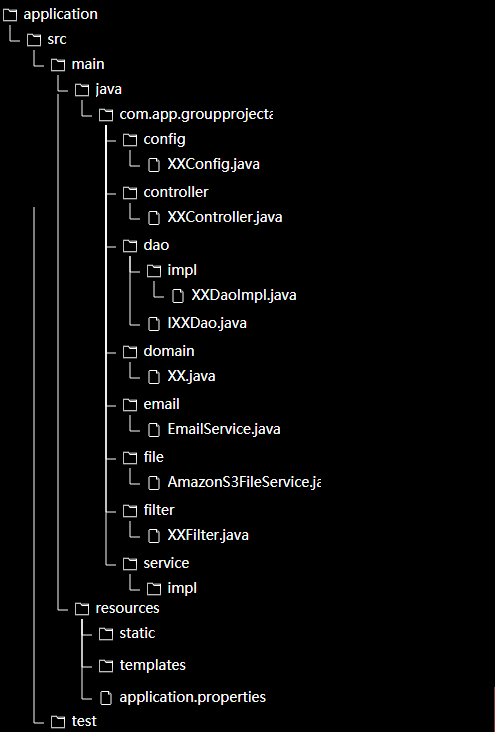 application
src
main
java
com.app.groupprojecta
config
XXConfig.java
controller
XXController.java
dao
impl
XXDaoImpl.java
IXXDao.java
domain
XX.java
email
EmailService.java
file
AmazonS3FileService.ja
filter
XXFilter.java
service
impl
resources
static
templates
application.properties
test